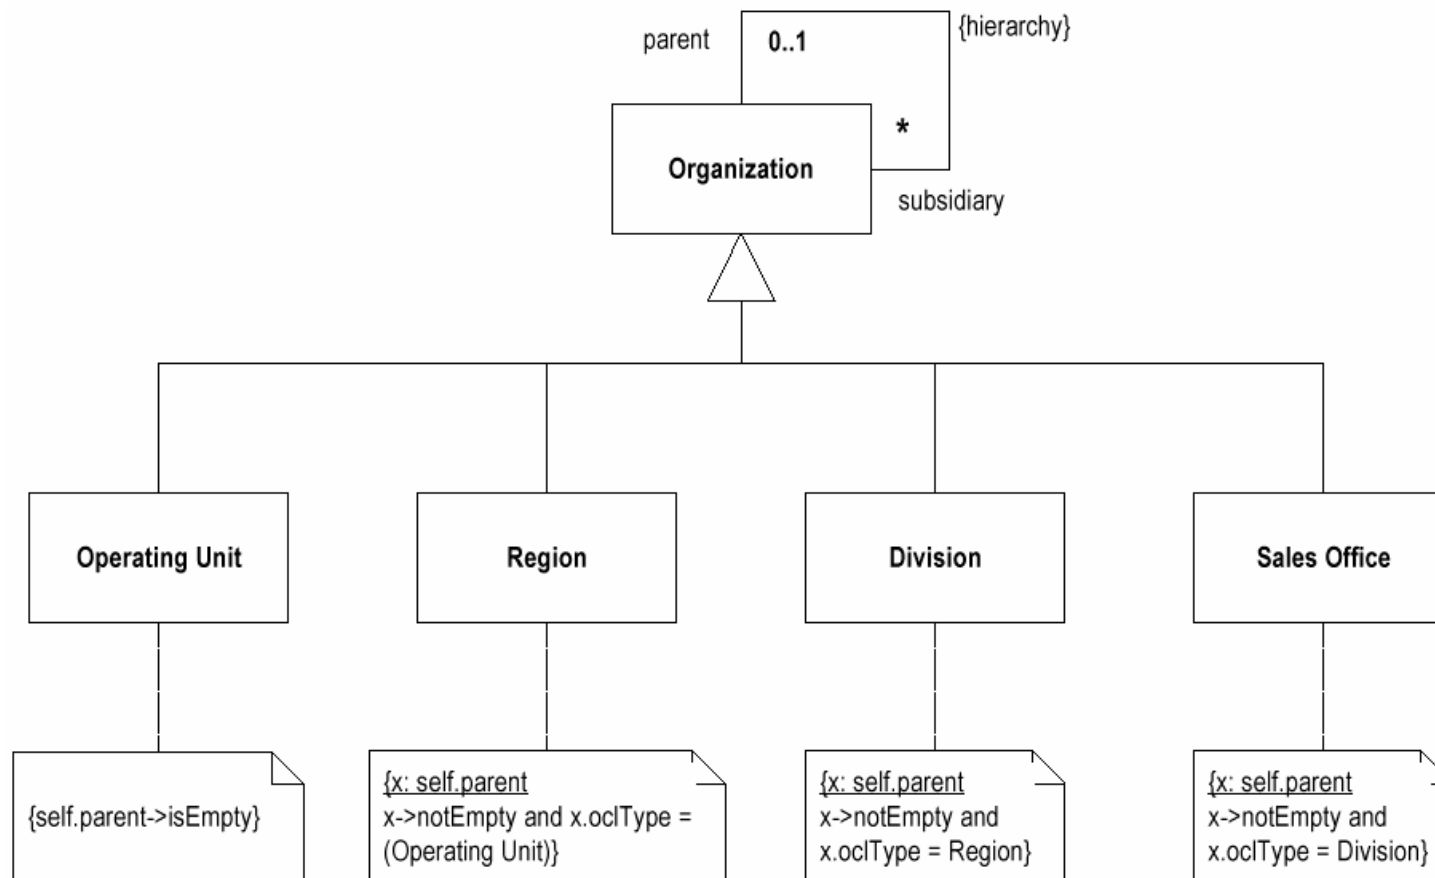 parent
0..1
{hierarchy}
*
Organization
subsidiary
Operating Unit
Region
Division
Sales Office
{self.parent->isEmpty}
{x: self.parent
x->notEmpty and x.oclType =
(Operating Unit)}
{x: self.parent
x->notEmpty and
x.oclType = Region}
{x: self.parent
x->notEmpty and
x.oclType = Division}